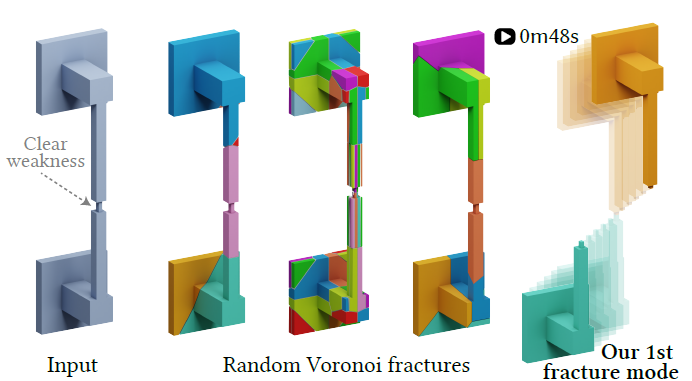 0m48s
Clear
weakness
Input
Random Voronoi fractures
Our 1st
fracture mode